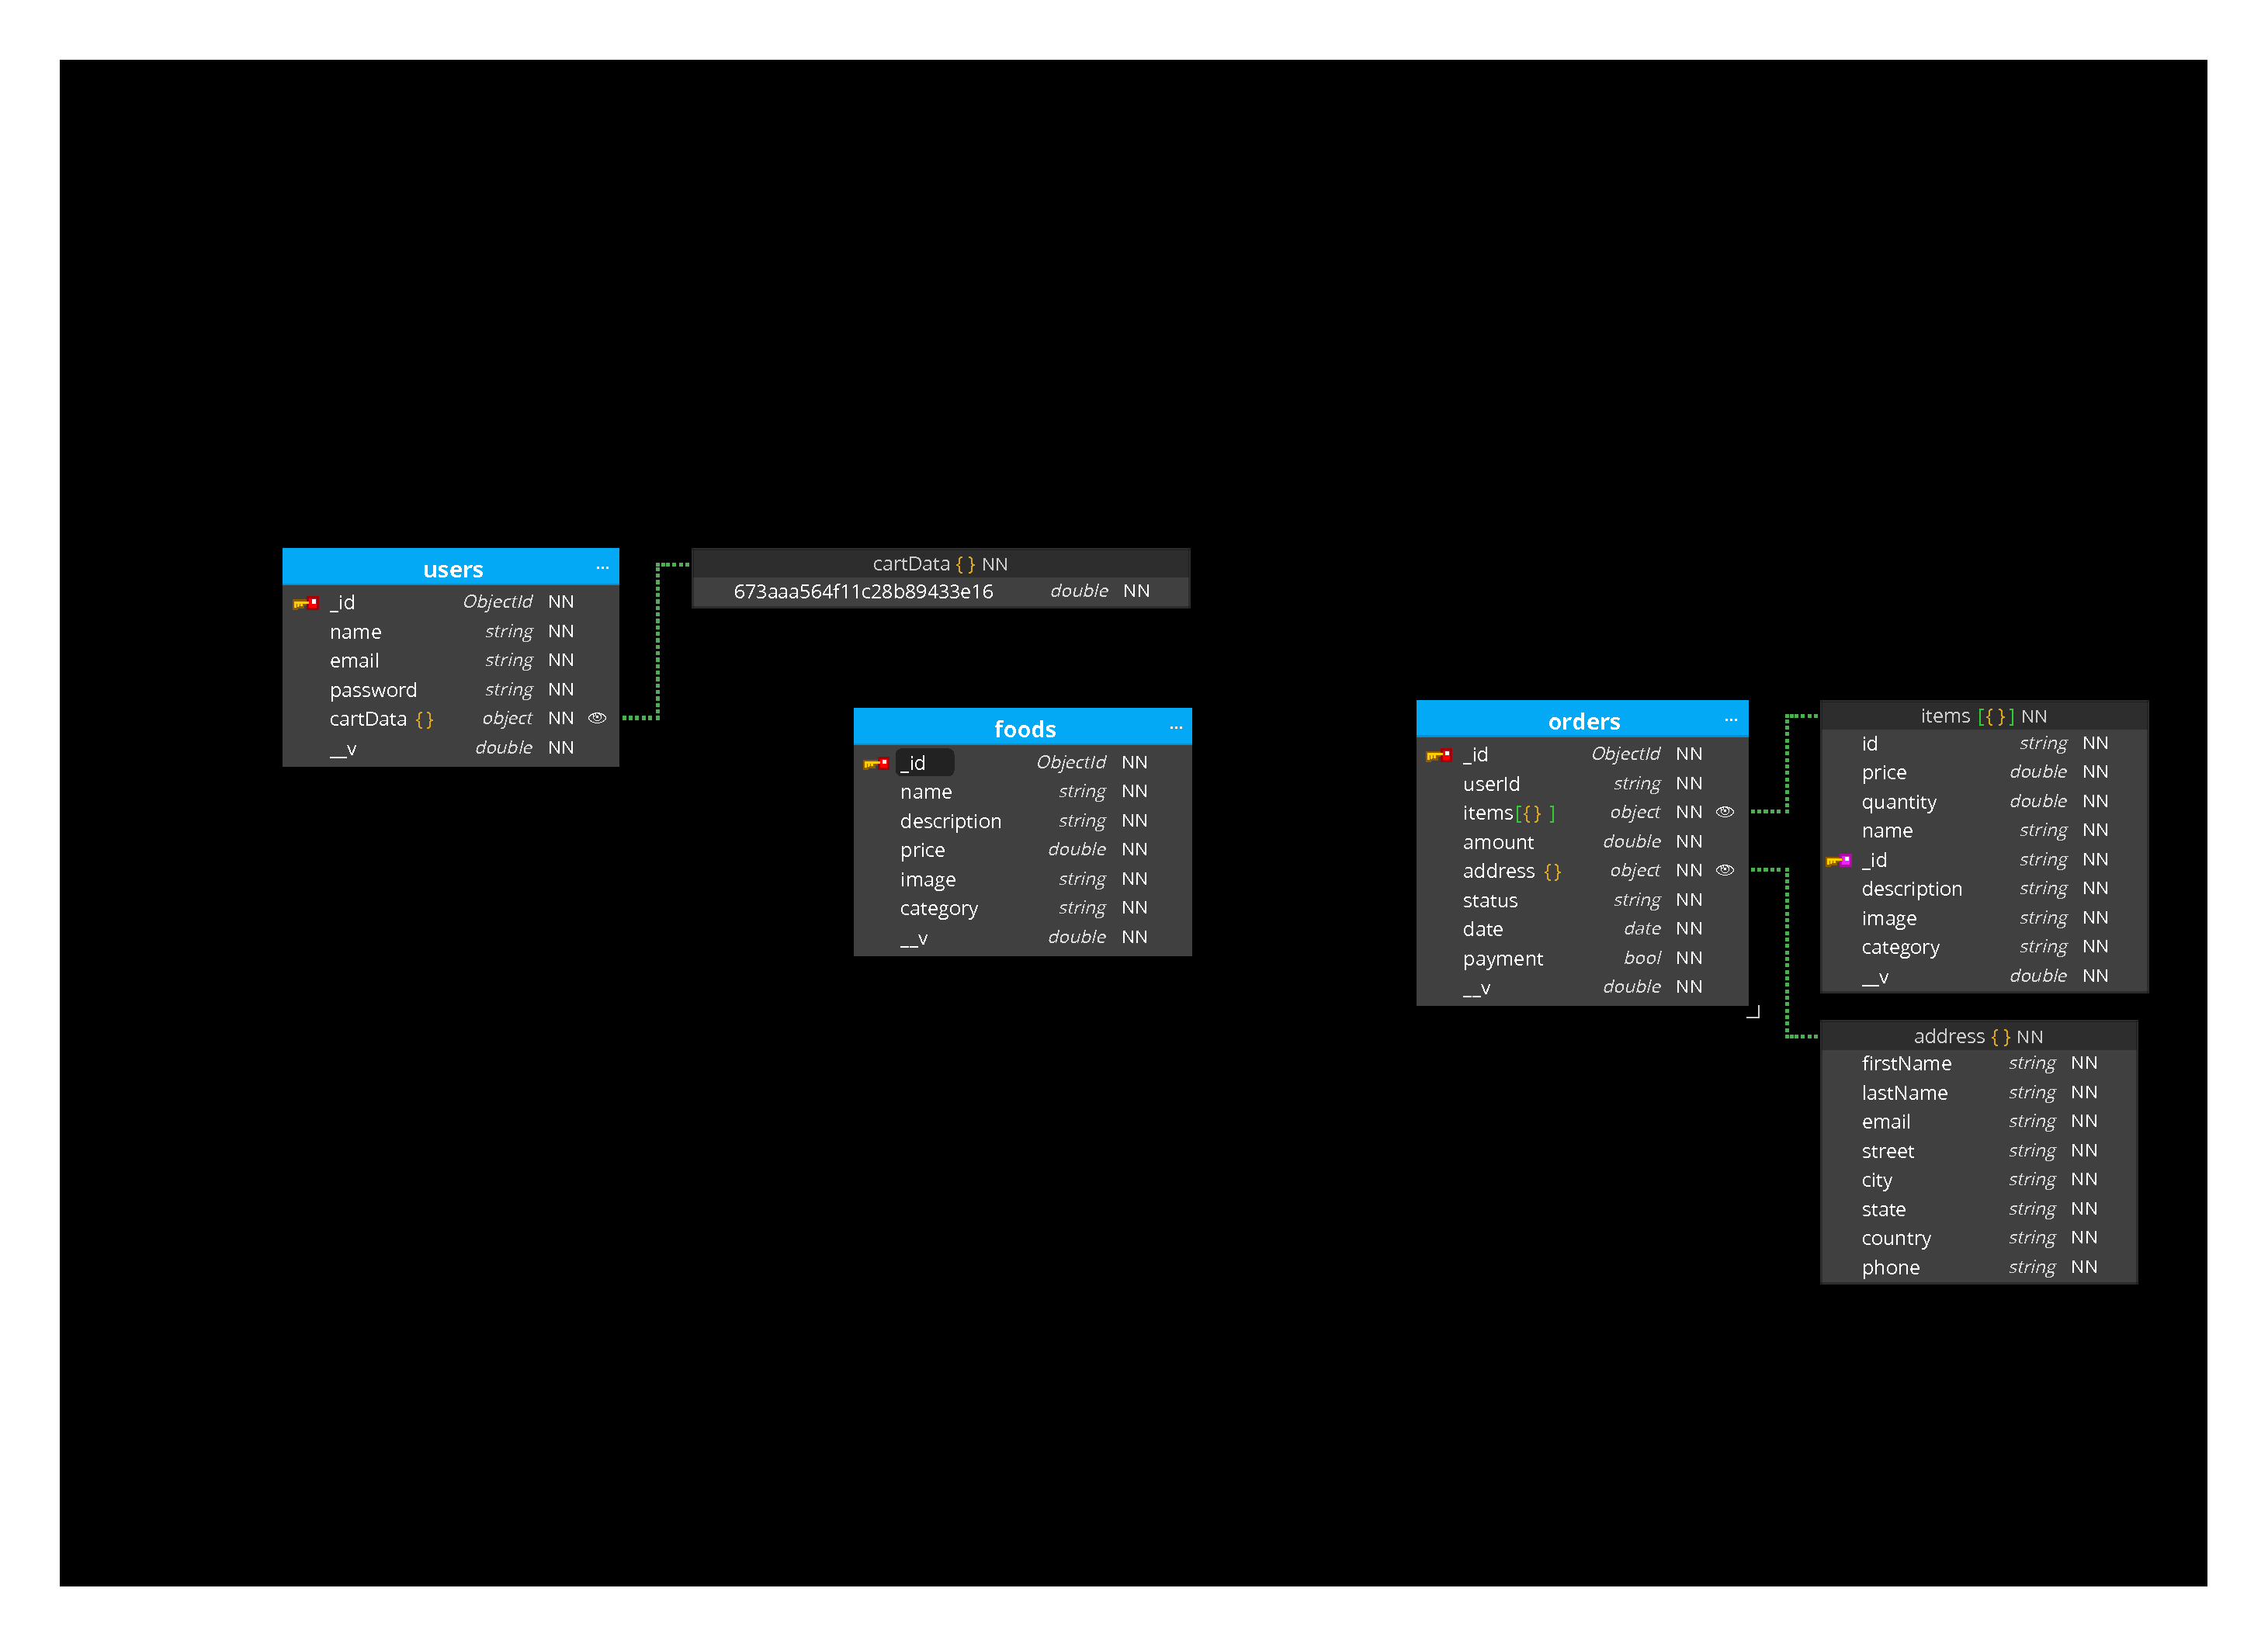 users ...
_id ObjectId NN
name string NN
email string NN
password string NN
cartData {} object NN
__v double NN
cartData {} NN
673aaa564f11c28b89433e16 double NN
foods ...
_id ObjectId NN
name string NN
description string NN
price double NN
image string NN
category string NN
__v double NN
orders ...
_id ObjectId NN
userId string NN
items[{} ] object NN
amount double NN
address {} object NN
status string NN
date date NN
payment bool NN
__v double NN
items [{}] NN
id string NN
price double NN
quantity double NN
name string NN
_id string NN
description string NN
image string NN
category string NN
__v double NN
address {} NN
firstName string NN
lastName string NN
email string NN
street string NN
city string NN
state string NN
country string NN
phone string NN